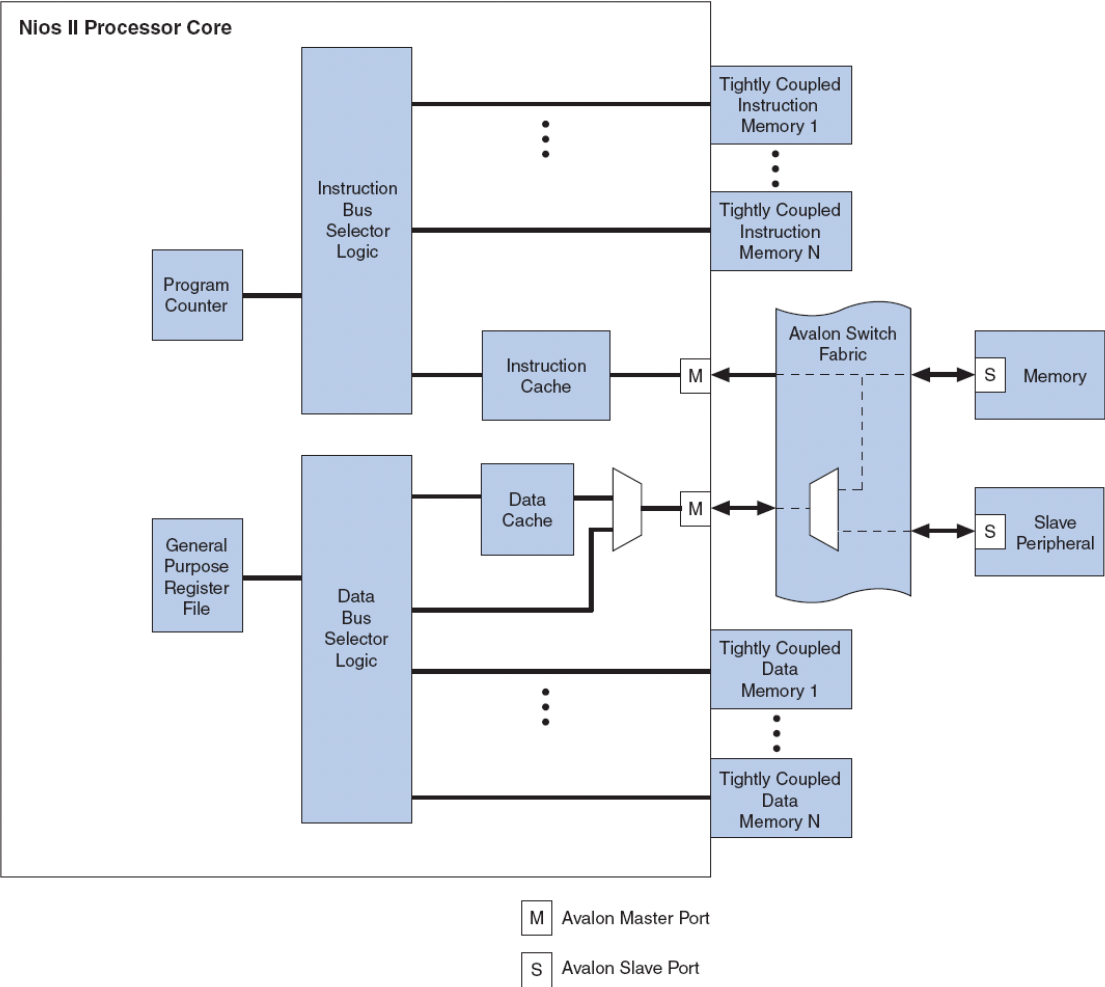 Nios II Processor Core
Tightly Coupled
Instruction
Memory 1
Instruction
Bus
Selector
Logic
Tightly Coupled
Instruction
Memory N
Program
Counter
Avalon Switch
Fabric
Instruction
Cache
M
S
Memory
Data
Cache
M
S
Slave
Peripheral
General
Purpose
Register
File
Data
Bus
Selector
Logic
Tightly Coupled
Data
Memory 1
Tightly Coupled
Data
Memory N
M Avalon Master Port
S Avalon Slave Port